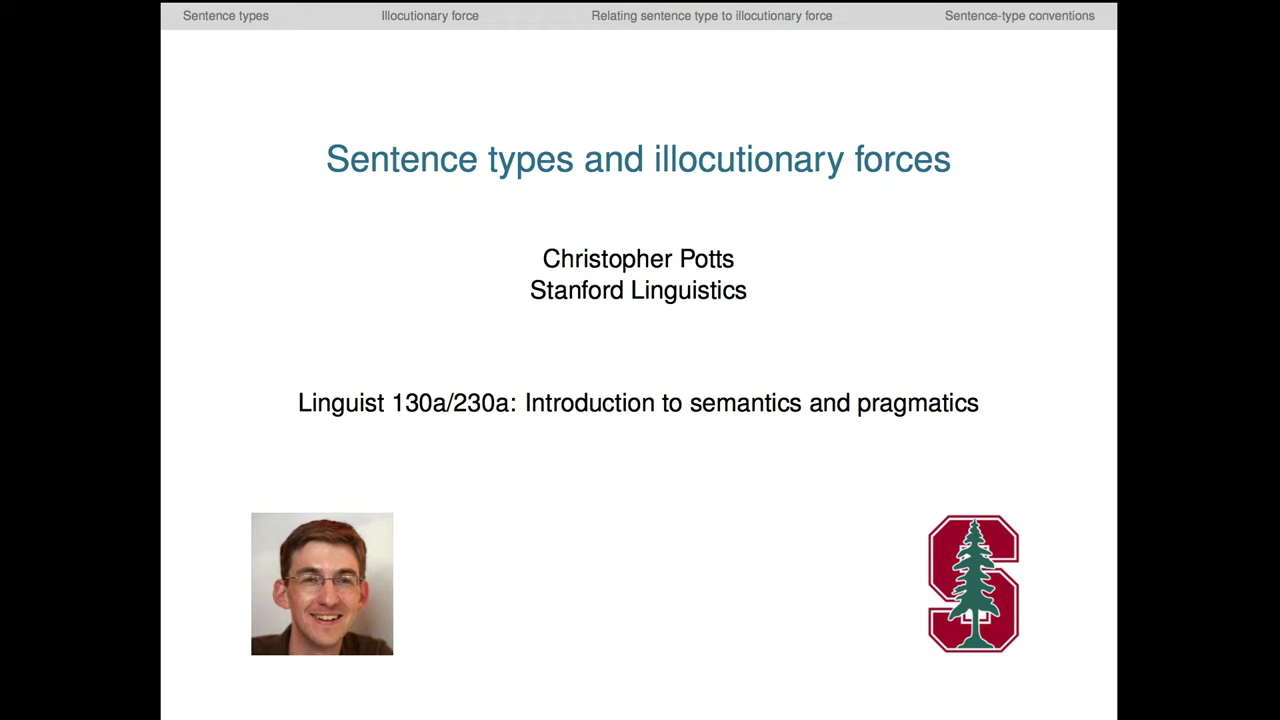 Sentence types
Illocutionary force
Relating sentence type to illocutionary force
Sentence-type conventions
Sentence types and illocutionary forces
Christopher Potts
Stanford Linguistics
Linguist 130a/230a: Introduction to semantics and pragmatics
S